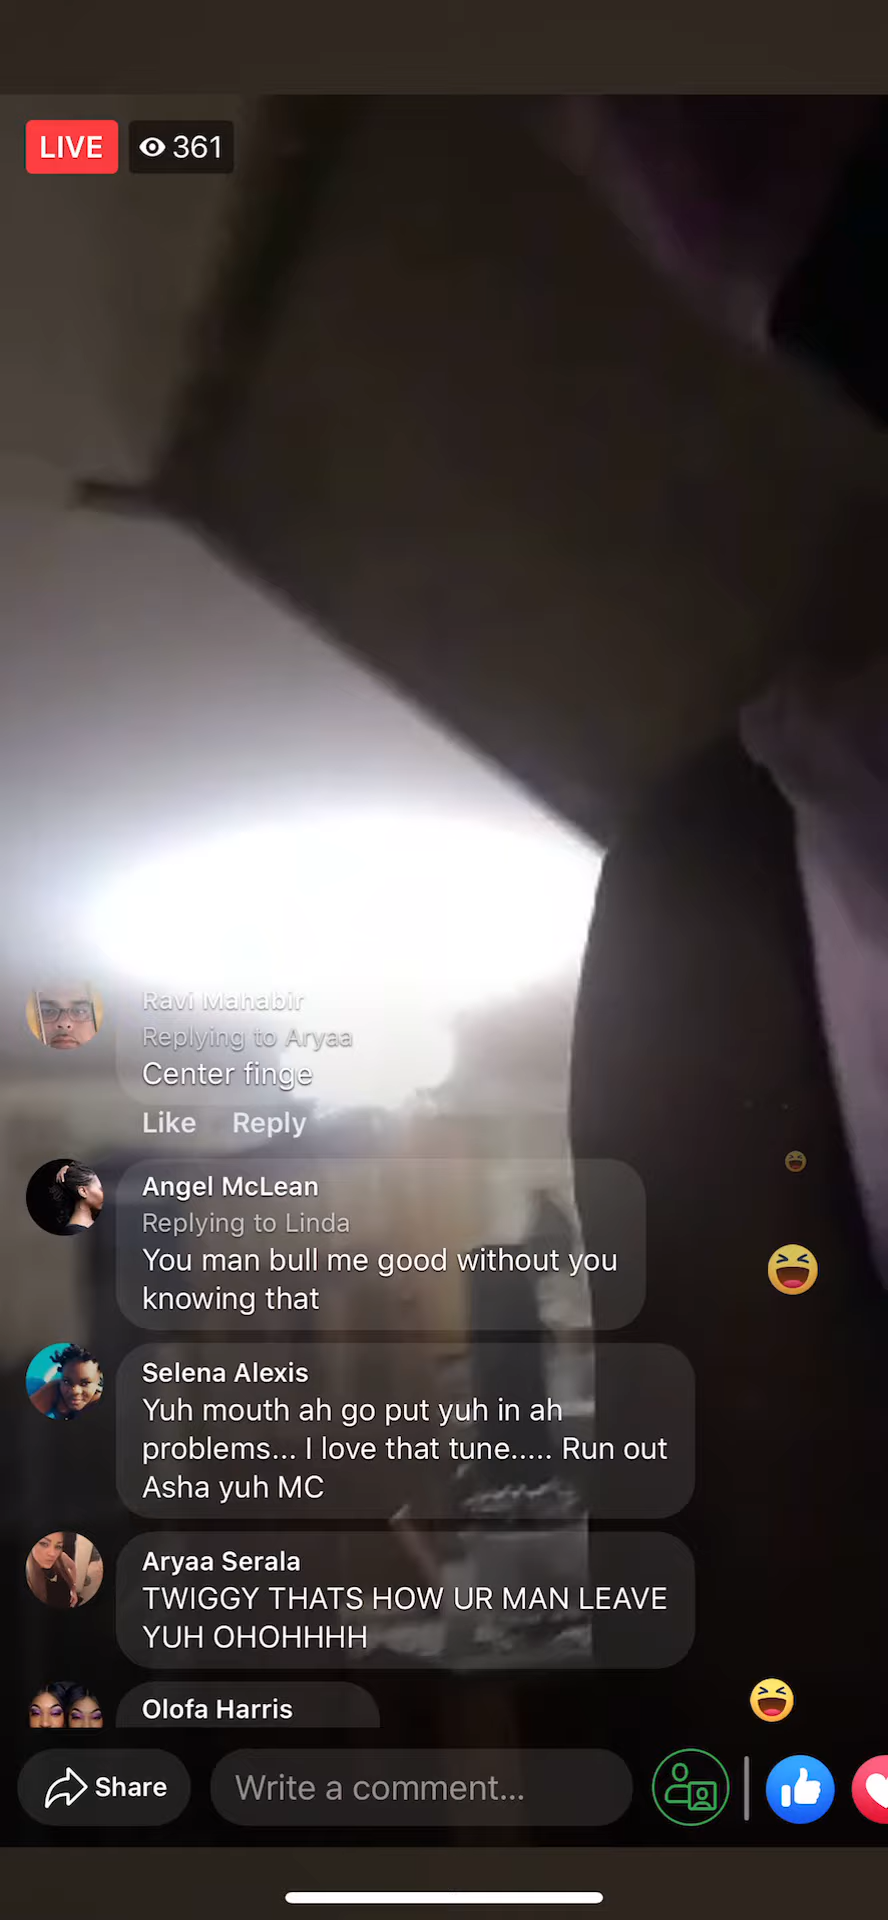 LIVE 361
Ravi Mahabir
Replying to Aryaa
Center finge
Like Reply
Angel McLean
Replying to Linda
You man bull me good without you
knowing that
Selena Alexis
Yuh mouth ah go put yuh in ah
problems... I love that tune..... Run out
Asha yuh MC
Aryaa Serala
TWIGGY THATS HOW UR MAN LEAVE
YUH OHOHHHH
Olofa Harris
Share Write a comment...